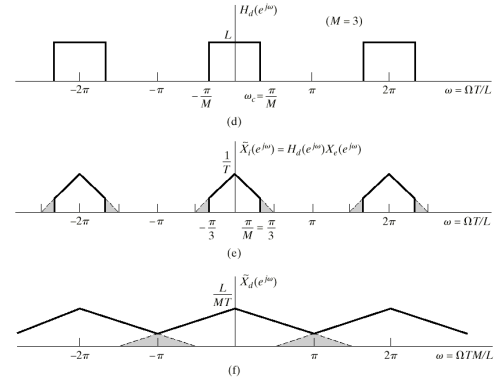 H_d(e^{jω})
(M = 3)
L
−2π
−π
−π/M
ω_c = π/M
π
2π
ω = ΩT/L
(d)
X̃_i(e^{jω}) = H_d(e^{jω})X_e(e^{jω})
1/T
−2π
−π
−π/3
π/M = π/3
π
2π
ω = ΩT/L
(e)
X̃_d(e^{jω})
L/MT
−2π
−π
π
2π
ω = ΩTM/L
(f)